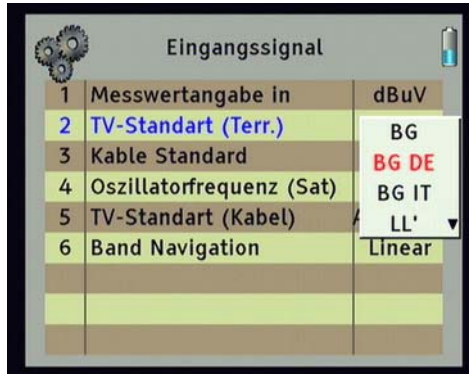 Eingangssignal
1 Messwertangabe in dBuV
2 TV-Standart (Terr.)
3 Kable Standard
4 Oszillatorfrequenz (Sat)
5 TV-Standart (Kabel)
6 Band Navigation Linear
BG
BG DE
BG IT
LL'